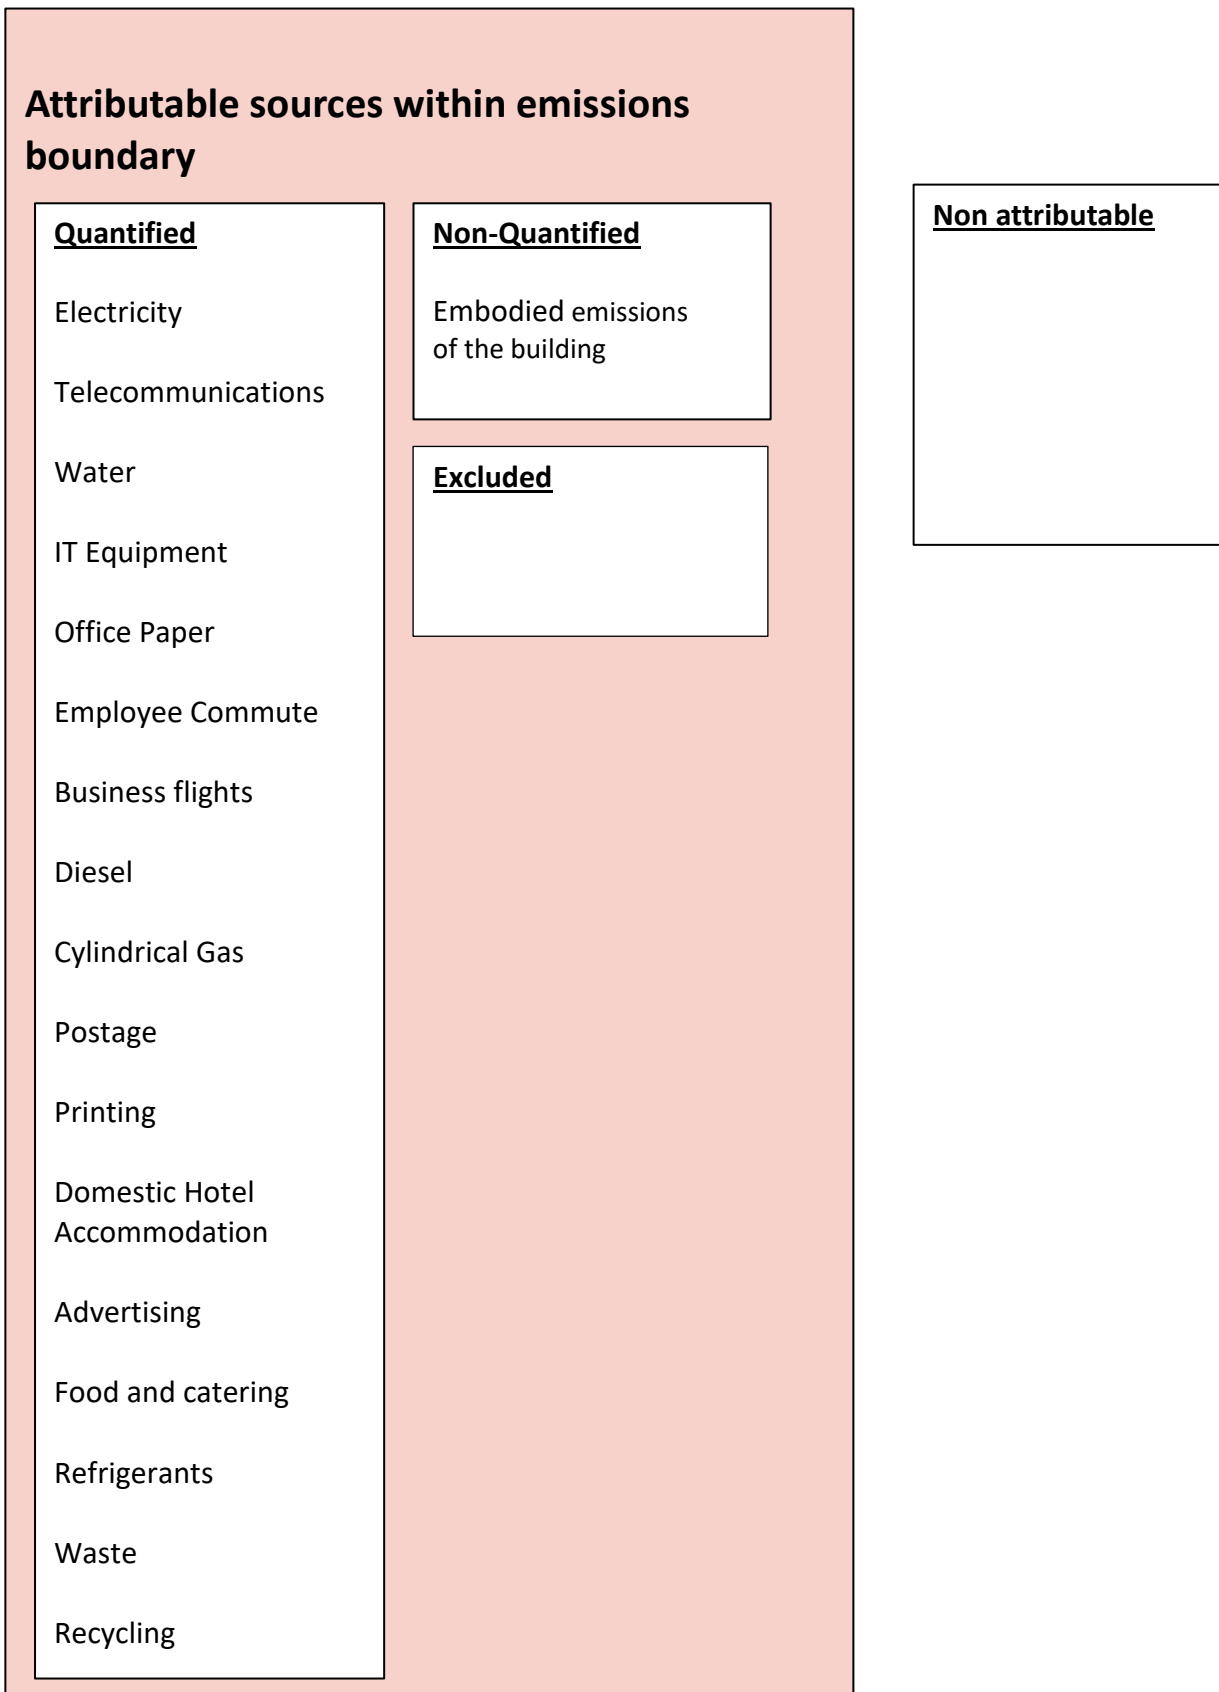 Attributable sources within emissions
boundary
Quantified
Electricity
Telecommunications
Water
IT Equipment
Office Paper
Employee Commute
Business flights
Diesel
Cylindrical Gas
Postage
Printing
Domestic Hotel
Accommodation
Advertising
Food and catering
Refrigerants
Waste
Recycling
Non-Quantified
Embodied emissions
of the building
Excluded
Non attributable